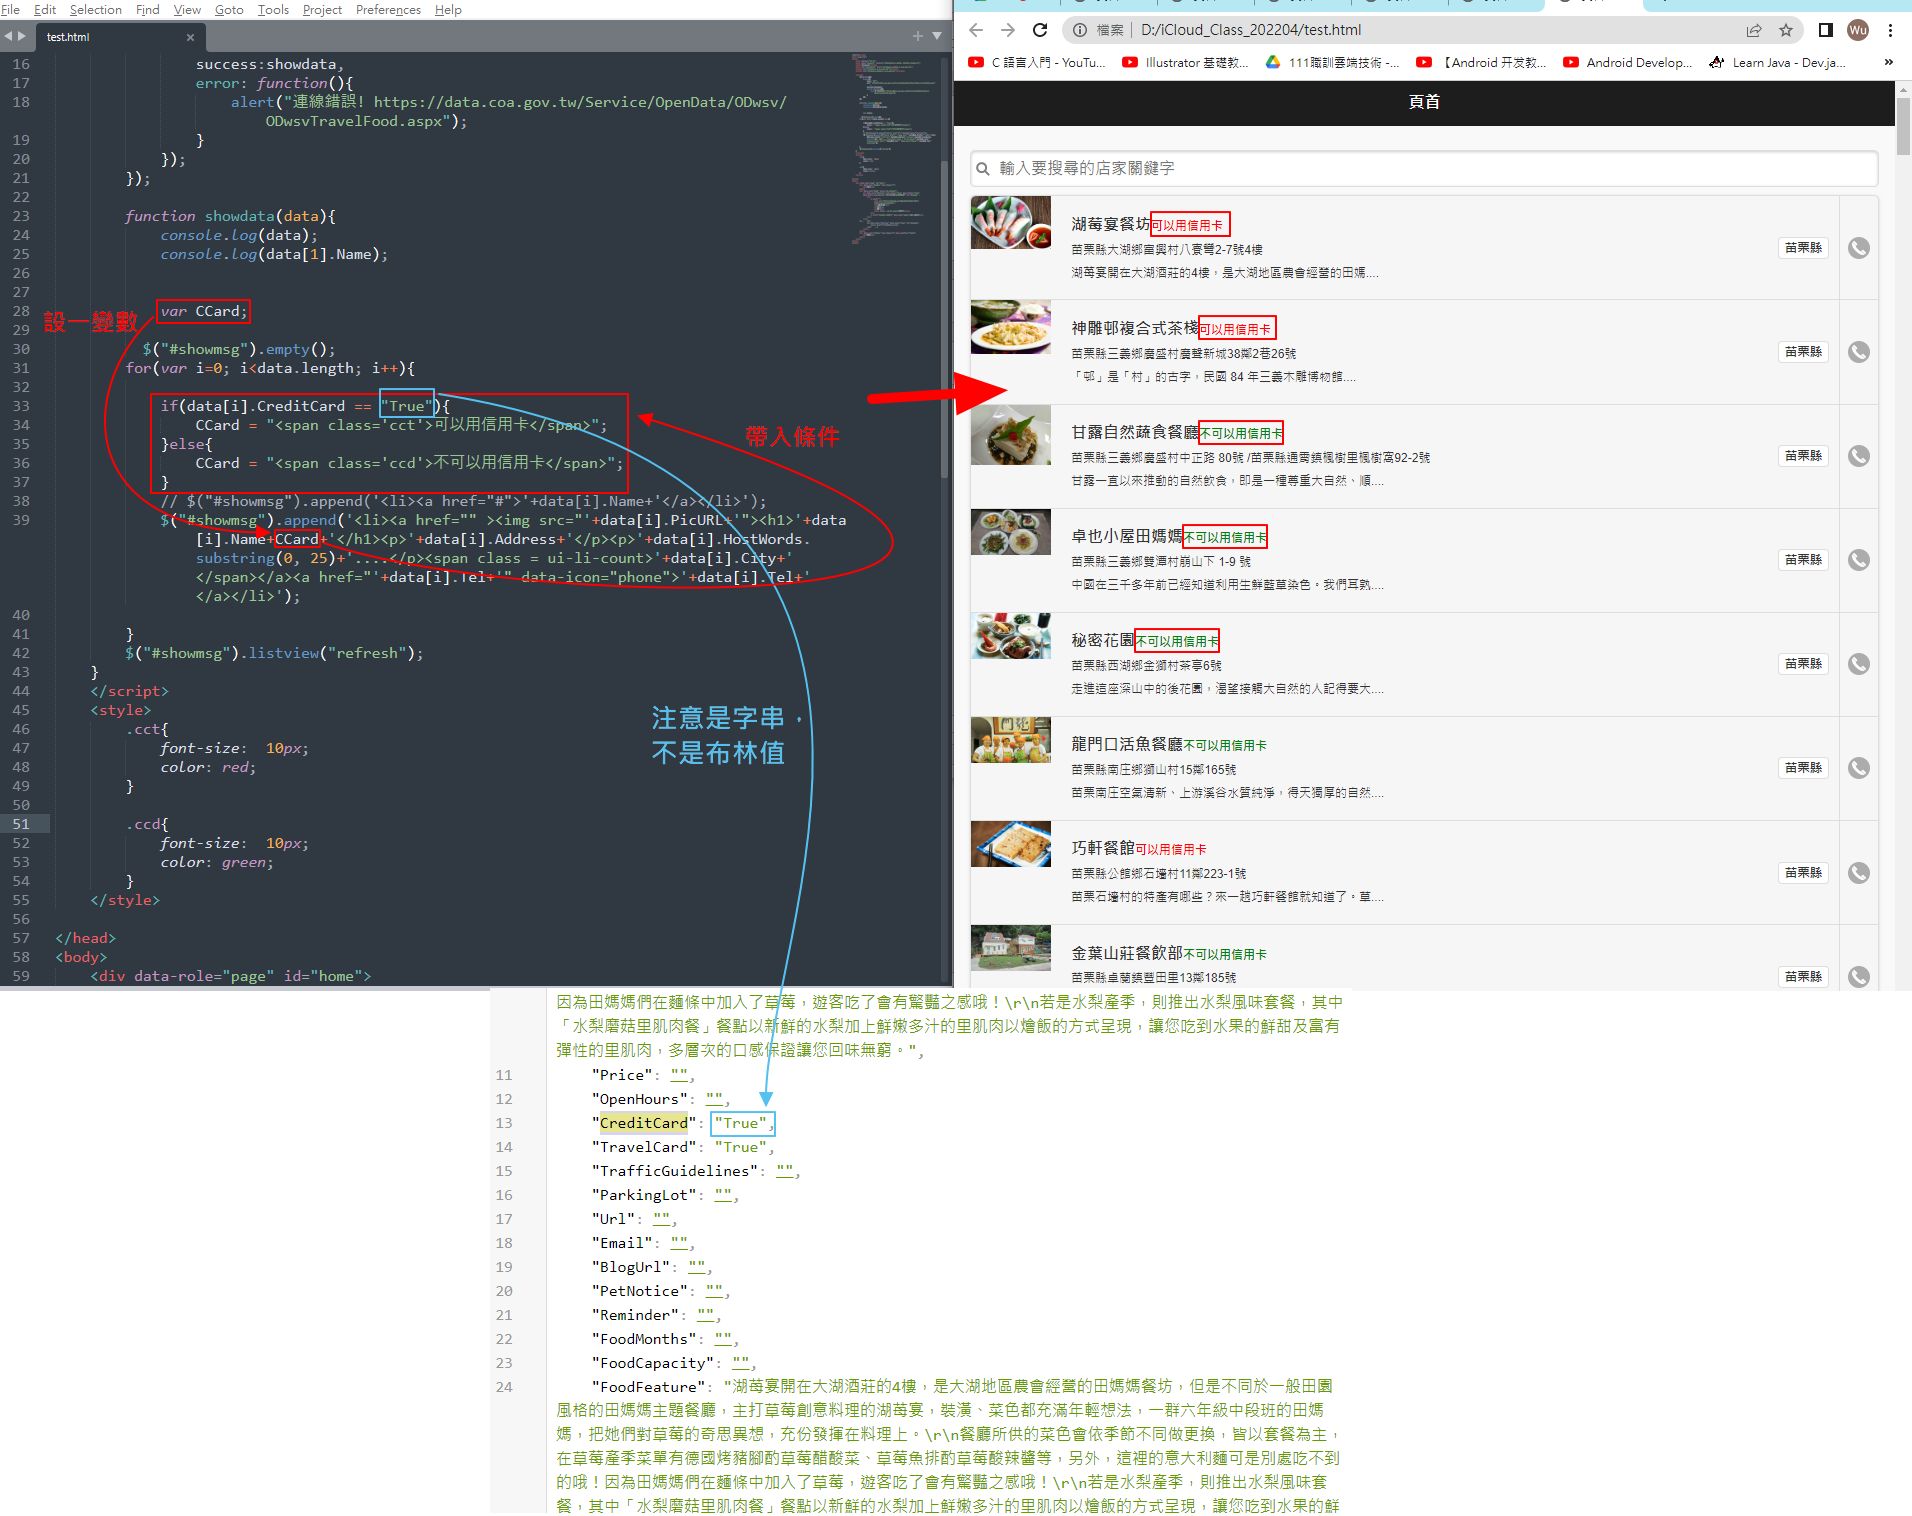 File Edit Selection Find View Goto Tools Project Preferences Help
test.html
16 success:showdata,
17 error: function(){
18 alert("連線錯誤! https://data.coa.gov.tw/Service/OpenData/ODwsv/
ODwsvTravelFood.aspx");
19 }
20 });
21 });
22
23 function showdata(data){
24 console.log(data);
25 console.log(data[1].Name);
26
27
28 var CCard;
設一變數
29
30 $("#showmsg").empty();
31 for(var i=0; i<data.length; i++){
32
33 if(data[i].CreditCard == "True"){
34 CCard = "<span class='cct'>可以用信用卡</span>";
35 }else{
帶入條件
36 CCard = "<span class='ccd'>不可以用信用卡</span>";
37 }
38 // $("#showmsg").append('<li><a href="#">'+data[i].Name+'</a></li>');
39 $("#showmsg").append('<li><a href="" ><img src="'+data[i].PicURL+'"><h1>'+data
[i].Name+CCard+'</h1><p>'+data[i].Address+'</p><p>'+data[i].HostWords.
substring(0, 25)+'....</p><span class = ui-li-count>'+data[i].City+'
</span></a><a href="'+data[i].Tel+'" data-icon="phone">'+data[i].Tel+'
</a></li>');
40
41 }
42 $("#showmsg").listview("refresh");
43 }
44 </script>
45 <style>
46 .cct{
47 font-size: 10px;
48 color: red;
49 }
50
51 .ccd{
52 font-size: 10px;
53 color: green;
54 }
55 </style>
56
57 </head>
58 <body>
59 <div data-role="page" id="home">
注意是字串，
不是布林值
檔案 D:/iCloud_Class_202204/test.html
Wu
C 語言入門 - YouTu... Illustrator 基礎教... 111職訓雲端技術 -... 【Android 开发教... Android Develop... Learn Java - Dev.ja... »
頁首
輸入要搜尋的店家關鍵字
湖莓宴餐坊可以用信用卡
苗栗縣大湖鄉富興村八寮彎2-7號4樓
苗栗縣
湖莓宴開在大湖酒莊的4樓，是大湖地區農會經營的田媽....
神雕邨複合式茶棧可以用信用卡
苗栗縣三義鄉廣盛村廣聲新城38鄰2巷26號
苗栗縣
「邨」是「村」的古字，民國 84 年三義木雕博物館....
甘露自然蔬食餐廳不可以用信用卡
苗栗縣三義鄉廣盛村中正路 80號 /苗栗縣通霄鎮楓樹里楓樹窩92-2號
苗栗縣
甘露一直以來推動的自然飲食，即是一種尊重大自然、順....
卓也小屋田媽媽不可以用信用卡
苗栗縣三義鄉雙潭村崩山下 1-9 號
苗栗縣
中國在三千多年前已經知道利用生鮮藍草染色。我們耳熟....
秘密花園不可以用信用卡
苗栗縣西湖鄉金獅村茶亭6號
苗栗縣
走進這座深山中的後花園，渴望接觸大自然的人記得要大....
龍門口活魚餐廳不可以用信用卡
苗栗縣南庄鄉獅山村15鄰165號
苗栗縣
苗栗南庄空氣清新、上游溪谷水質純淨，得天獨厚的自然....
巧軒餐館可以用信用卡
苗栗縣公館鄉石墻村11鄰223-1號
苗栗縣
苗栗石墻村的特產有哪些？來一趟巧軒餐館就知道了。草....
金葉山莊餐飲部不可以用信用卡
苗栗縣卓蘭鎮豐田里13鄰185號
苗栗縣
因為田媽媽們在麵條中加入了草莓，遊客吃了會有驚豔之感哦！\r\n若是水梨產季，則推出水梨風味套餐，其中
「水梨蘑菇里肌肉餐」餐點以新鮮的水梨加上鮮嫩多汁的里肌肉以燴飯的方式呈現，讓您吃到水果的鮮甜及富有
彈性的里肌肉，多層次的口感保證讓您回味無窮。",
11 "Price": "",
12 "OpenHours": "",
13 "CreditCard": "True",
14 "TravelCard": "True",
15 "TrafficGuidelines": "",
16 "ParkingLot": "",
17 "Url": "",
18 "Email": "",
19 "BlogUrl": "",
20 "PetNotice": "",
21 "Reminder": "",
22 "FoodMonths": "",
23 "FoodCapacity": "",
24 "FoodFeature": "湖莓宴開在大湖酒莊的4樓，是大湖地區農會經營的田媽媽餐坊，但是不同於一般田園
風格的田媽媽主題餐廳，主打草莓創意料理的湖莓宴，裝潢、菜色都充滿年輕想法，一群六年級中段班的田媽
媽，把她們對草莓的奇思異想，充份發揮在料理上。\r\n餐廳所供的菜色會依季節不同做更換，皆以套餐為主，
在草莓產季菜單有德國烤豬腳酌草莓醋酸菜、草莓魚排酌草莓酸辣醬等，另外，這裡的意大利麵可是別處吃不到
的哦！因為田媽媽們在麵條中加入了草莓，遊客吃了會有驚豔之感哦！\r\n若是水梨產季，則推出水梨風味套
餐，其中「水梨蘑菇里肌肉餐」餐點以新鮮的水梨加上鮮嫩多汁的里肌肉以燴飯的方式呈現，讓您吃到水果的鮮